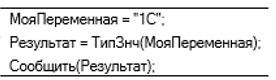 МояПеременная = "1С";
Результат = ТипЗнч(МояПеременная);
Сообщить(Результат);